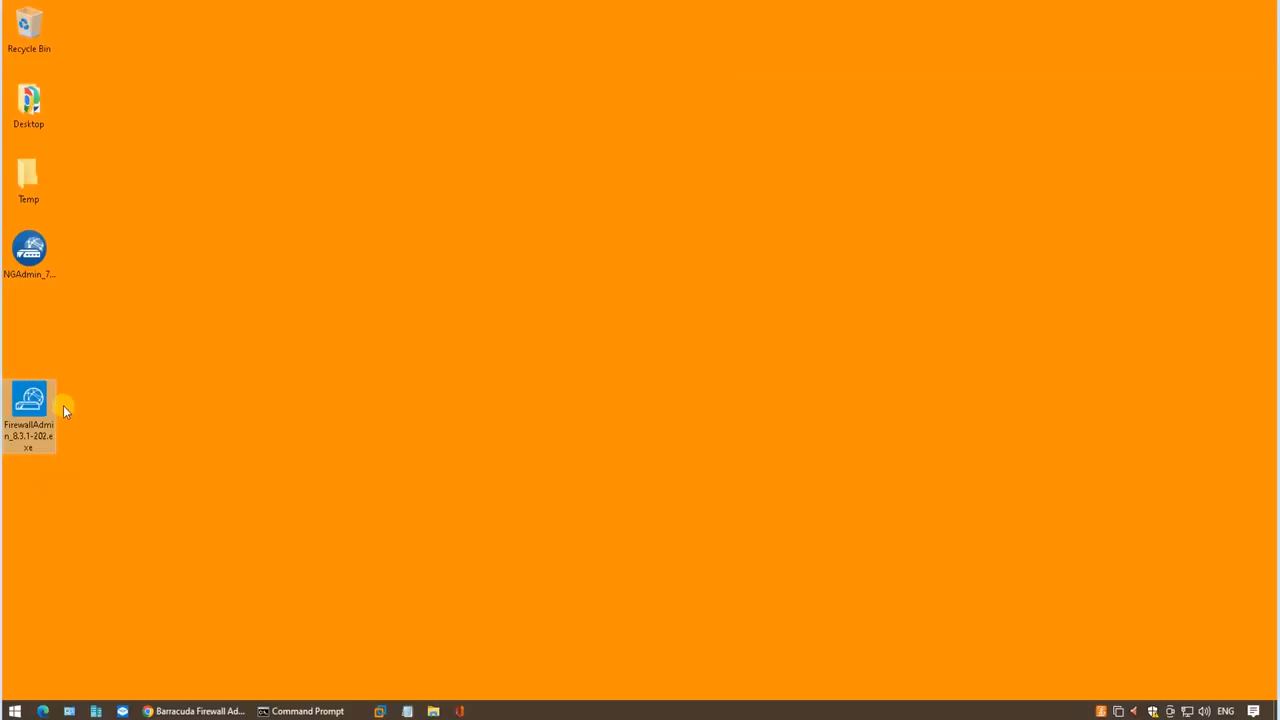 Recycle Bin
Desktop
Temp
NGAdmin_7...
FirewallAdmi
n_8.3.1-202.e
xe
Barracuda Firewall Ad...
Command Prompt
ENG